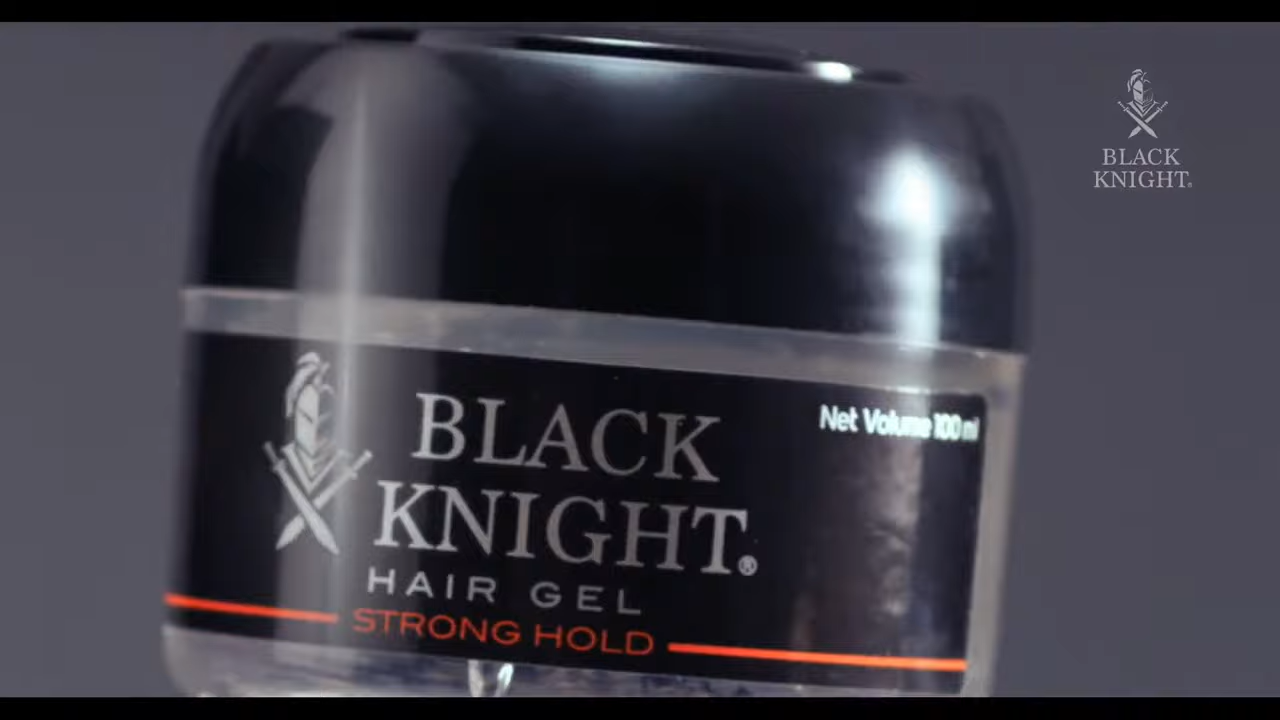 BLACK
KNIGHT®
BLACK
KNIGHT®
HAIR GEL
STRONG HOLD
Net Volume 100 ml